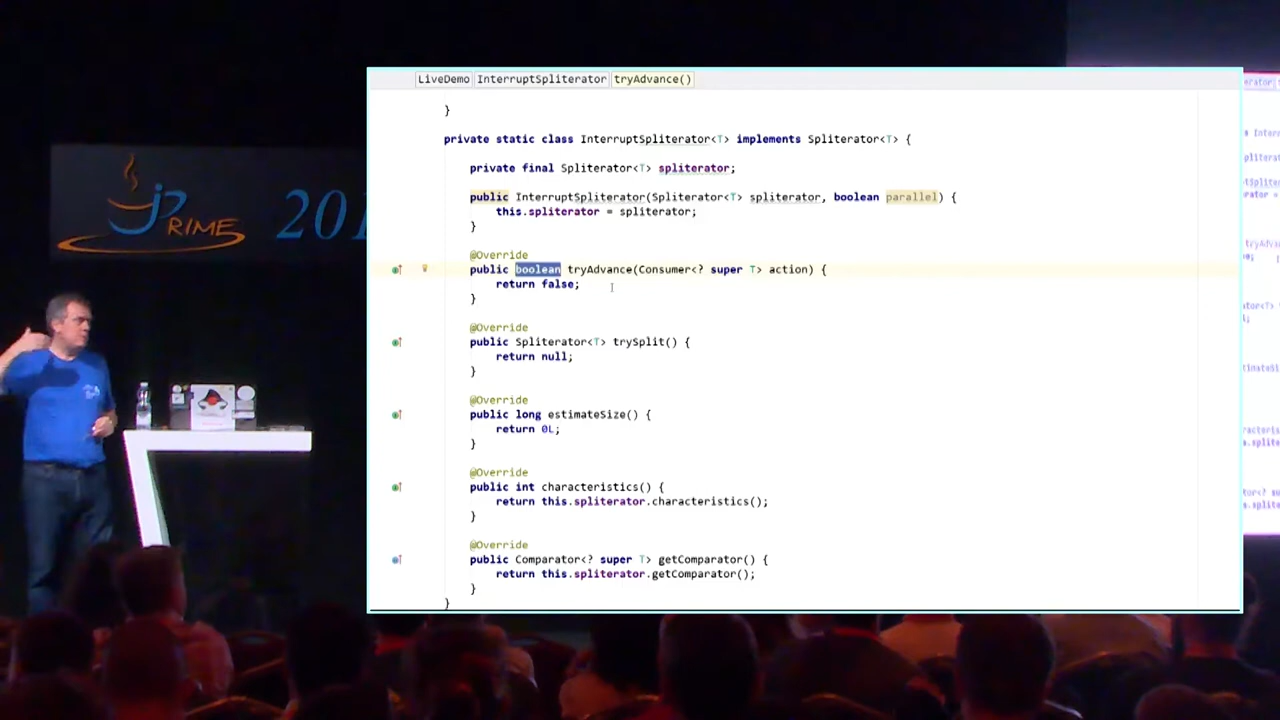 LiveDemo InterruptSpliterator tryAdvance()
}
private static class InterruptSpliterator<T> implements Spliterator<T> {
private final Spliterator<T> spliterator;
public InterruptSpliterator(Spliterator<T> spliterator, boolean parallel) {
this.spliterator = spliterator;
}
@Override
public boolean tryAdvance(Consumer<? super T> action) {
return false;
}
@Override
public Spliterator<T> trySplit() {
return null;
}
@Override
public long estimateSize() {
return 0L;
}
@Override
public int characteristics() {
return this.spliterator.characteristics();
}
@Override
public Comparator<? super T> getComparator() {
return this.spliterator.getComparator();
}
}
jPRIME 201